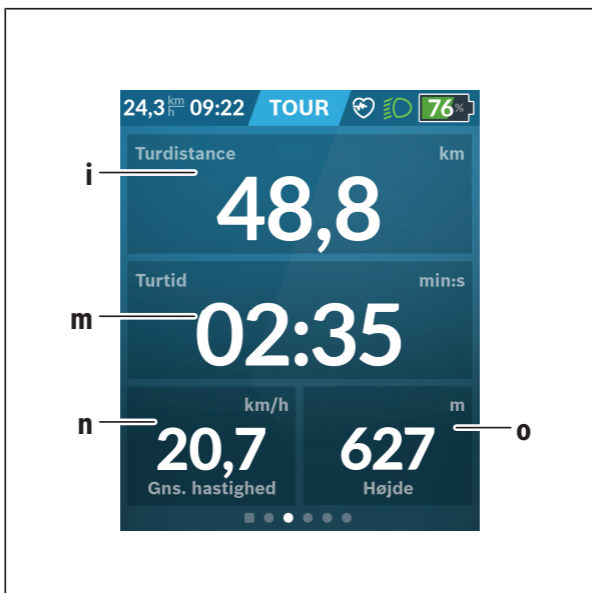 24,3 km/h 09:22 TOUR 76%
Turdistance km
i
48,8
Turtid min:s
m
02:35
km/h m
n
20,7 627
o
Gns. hastighed Højde